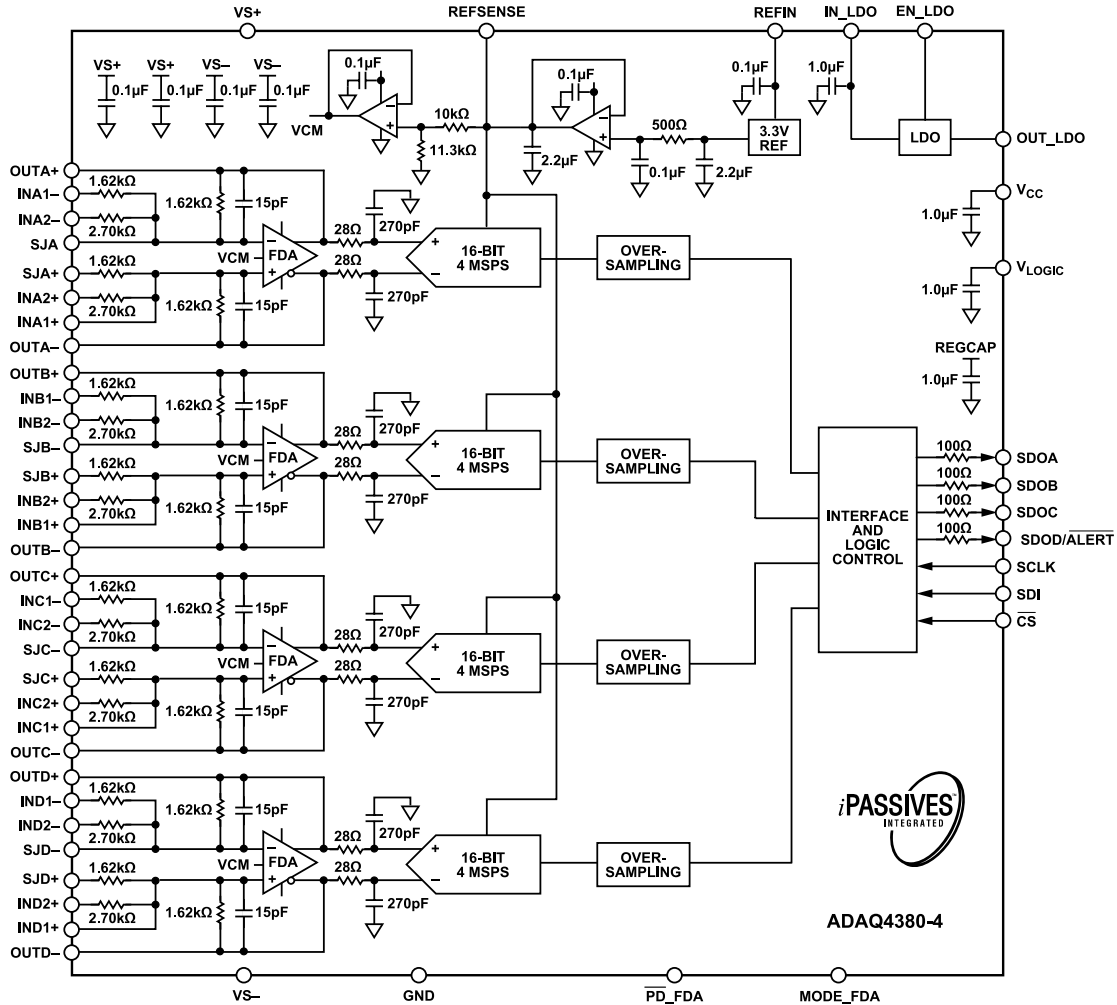 VS+
REFSENSE
REFIN
IN_LDO
EN_LDO
VS+
VS+
VS–
VS–
0.1µF
0.1µF
0.1µF
0.1µF
0.1µF
VCM
10kΩ
11.3kΩ
0.1µF
2.2µF
500Ω
0.1µF
2.2µF
0.1µF
3.3V
REF
1.0µF
LDO
OUT_LDO
VCC
1.0µF
VLOGIC
1.0µF
REGCAP
1.0µF
OUTA+
INA1–
INA2–
SJA
SJA+
INA2+
INA1+
OUTA–
1.62kΩ
2.70kΩ
1.62kΩ
2.70kΩ
1.62kΩ
15pF
VCM
FDA
1.62kΩ
15pF
28Ω
28Ω
270pF
270pF
16-BIT
4 MSPS
OVER-
SAMPLING
OUTB+
INB1–
INB2–
SJB–
SJB+
INB2+
INB1+
OUTB–
1.62kΩ
2.70kΩ
1.62kΩ
2.70kΩ
1.62kΩ
15pF
VCM
FDA
1.62kΩ
15pF
28Ω
28Ω
270pF
270pF
16-BIT
4 MSPS
OVER-
SAMPLING
OUTC+
INC1–
INC2–
SJC–
SJC+
INC2+
INC1+
OUTC–
1.62kΩ
2.70kΩ
1.62kΩ
2.70kΩ
1.62kΩ
15pF
VCM
FDA
1.62kΩ
15pF
28Ω
28Ω
270pF
270pF
16-BIT
4 MSPS
OVER-
SAMPLING
OUTD+
IND1–
IND2–
SJD–
SJD+
IND2+
IND1+
OUTD–
1.62kΩ
2.70kΩ
1.62kΩ
2.70kΩ
1.62kΩ
15pF
VCM
FDA
1.62kΩ
15pF
28Ω
28Ω
270pF
270pF
16-BIT
4 MSPS
OVER-
SAMPLING
INTERFACE
AND
LOGIC
CONTROL
100Ω
SDOA
100Ω
SDOB
100Ω
SDOC
100Ω
SDOD/ALERT
SCLK
SDI
CS
iPASSIVES™
INTEGRATED
ADAQ4380-4
VS–
GND
PD_FDA
MODE_FDA